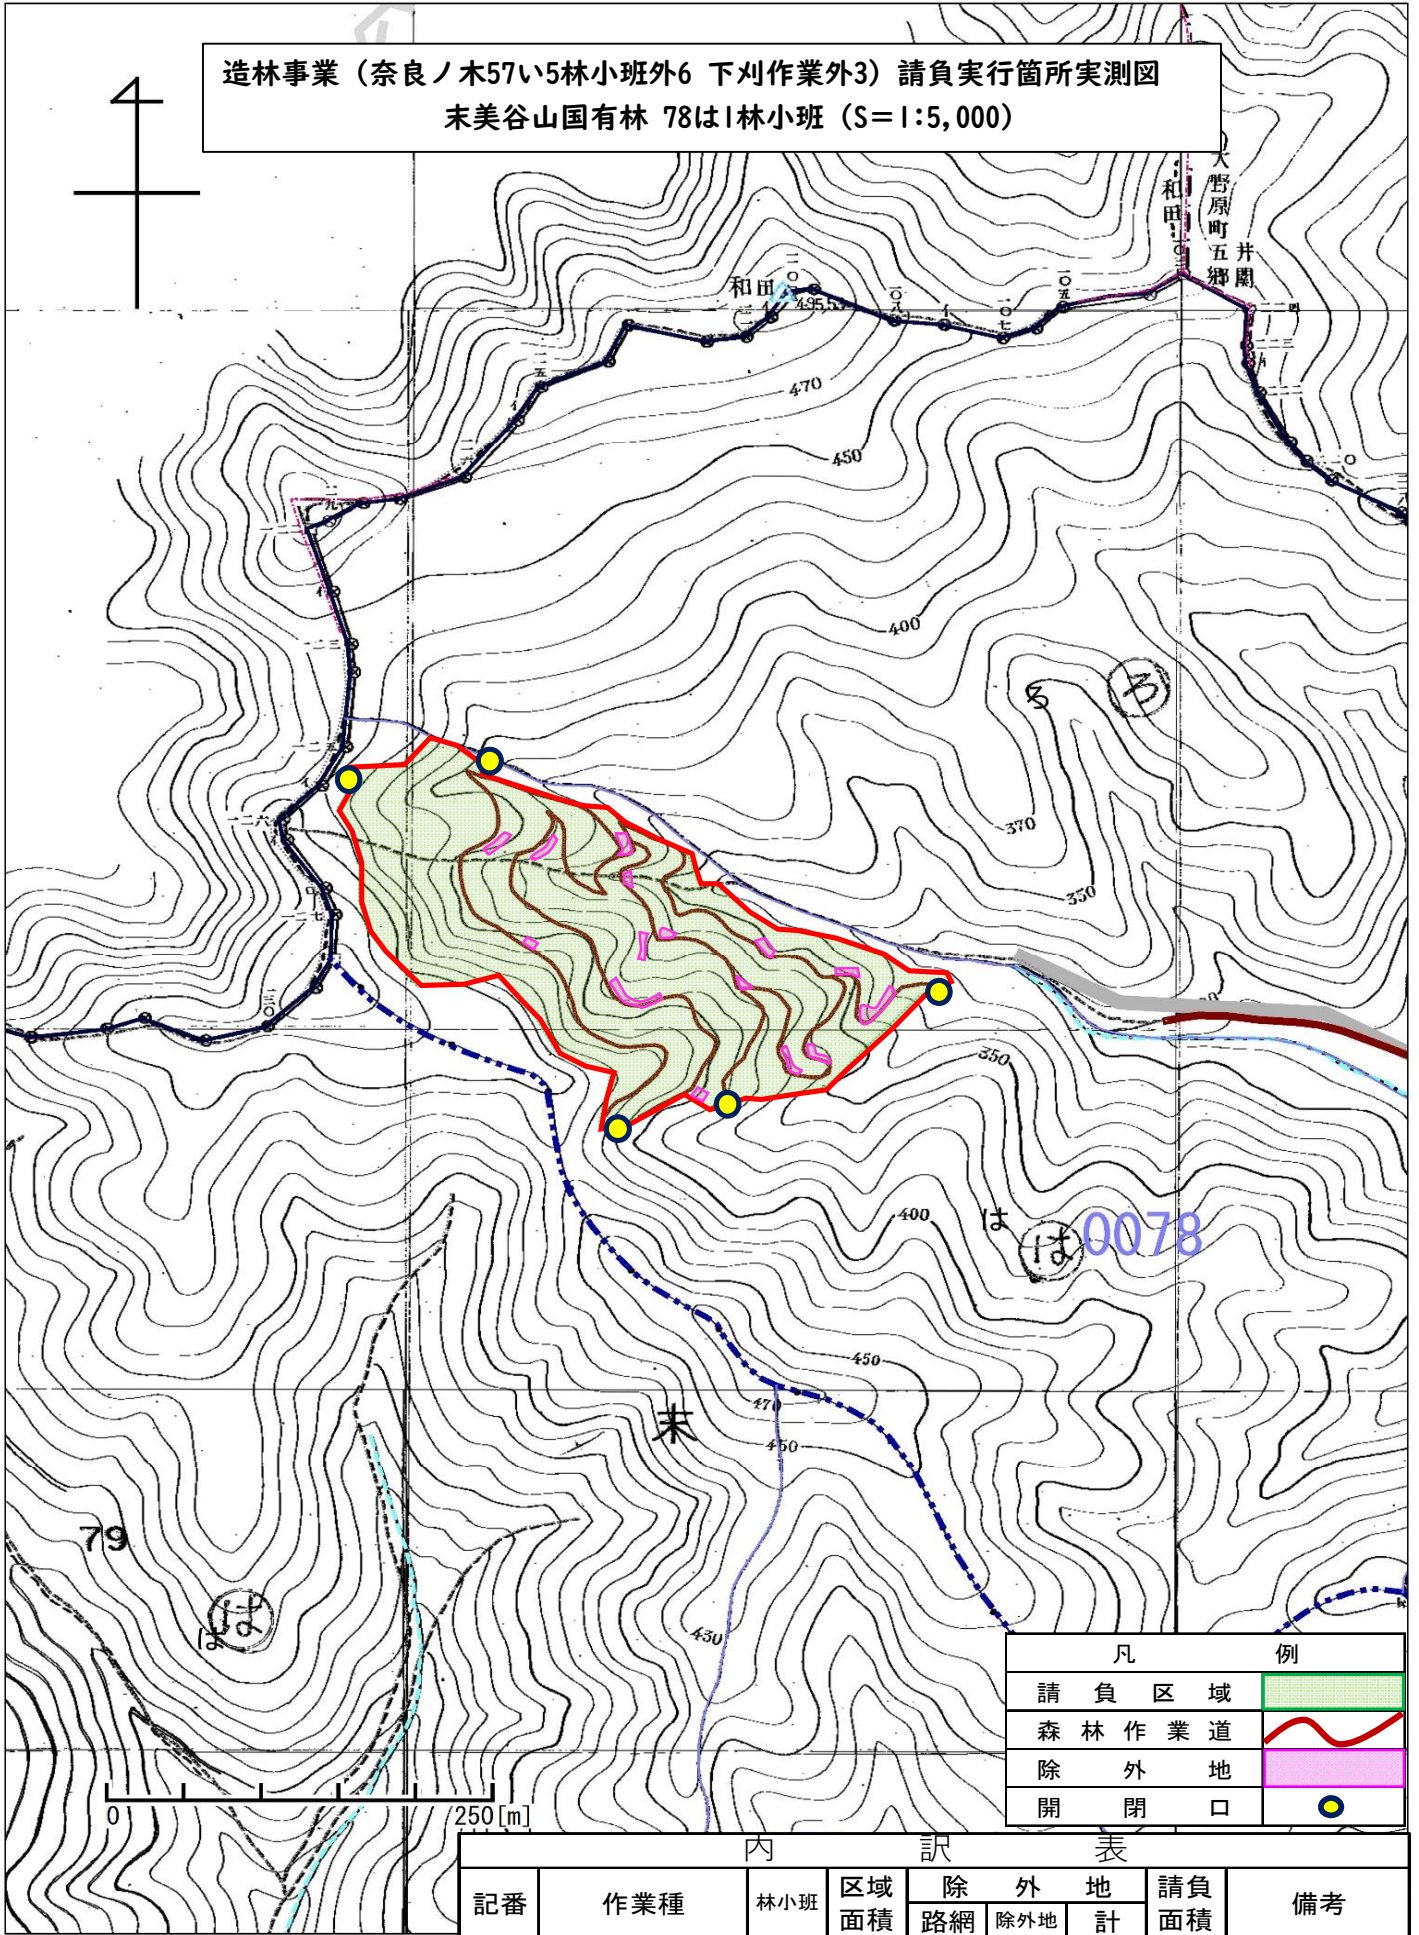 造林事業（奈良ノ木57い5林小班外6 下刈作業外3）請負実行箇所実測図
末美谷山国有林 78は1林小班（S＝1:5,000）
大野原町五郷
井関
和田
和田
495.53
470
450
400
ろ
ろ
370
350
350
400
は
は
0078
450
470
450
末
79
は
は
430
0
250[m]
凡 例
請負区域
森林作業道
除外地
開閉口
内 訳 表
記番 作業種 林小班 区域面積 除外地 請負面積 備考
路網 除外地 計